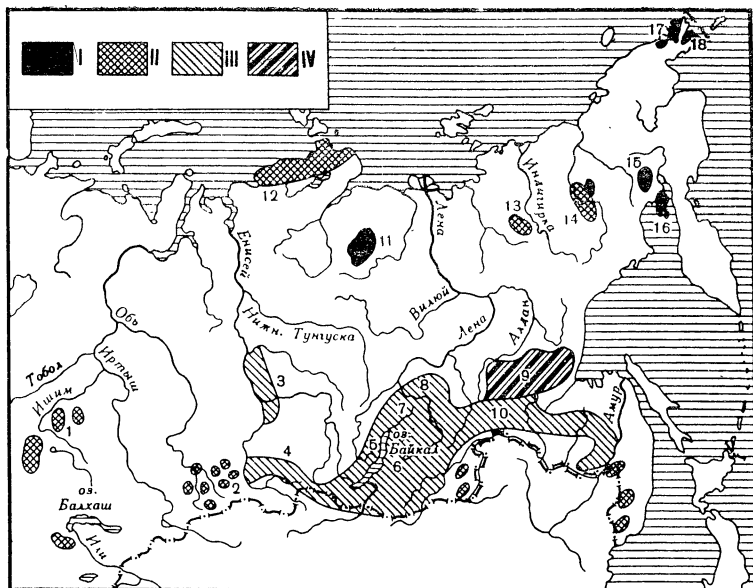 I II III IV
17 18
15
16
14
13
12
11
Индигирка
Лена
Енисей
Вилюй
Нижн. Тунгуска
Лена
Алдан
Обь
Тобол
Иртыш
Ишим
1
3
9
8
7
10
Амур
оз.
Байкал
5
6
4
2
оз.
Балхаш
Или